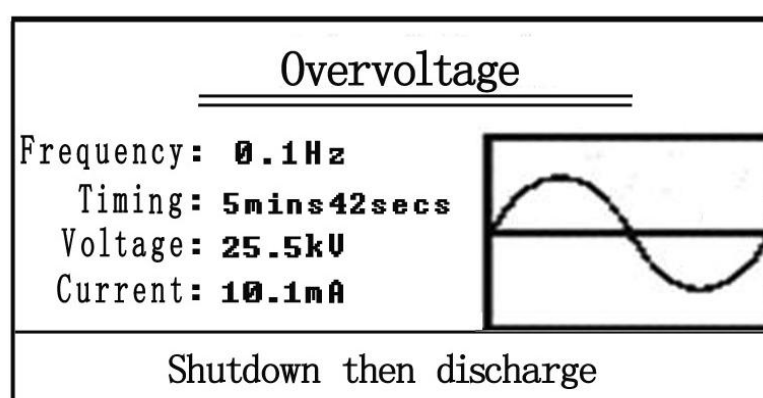 Overvoltage
Frequency: 0.1Hz
Timing: 5mins42secs
Voltage: 25.5kV
Current: 10.1mA
Shutdown then discharge